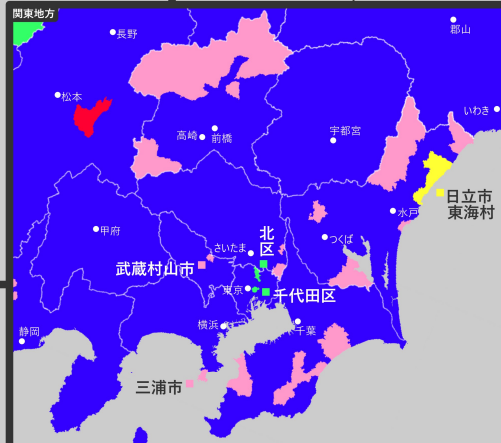 関東地方
長野
郡山
松本
いわき
高崎
前橋
宇都宮
日立市
東海村
水戸
甲府
北区
つくば
さいたま
武蔵村山市
東京
千代田区
静岡
横浜
千葉
三浦市